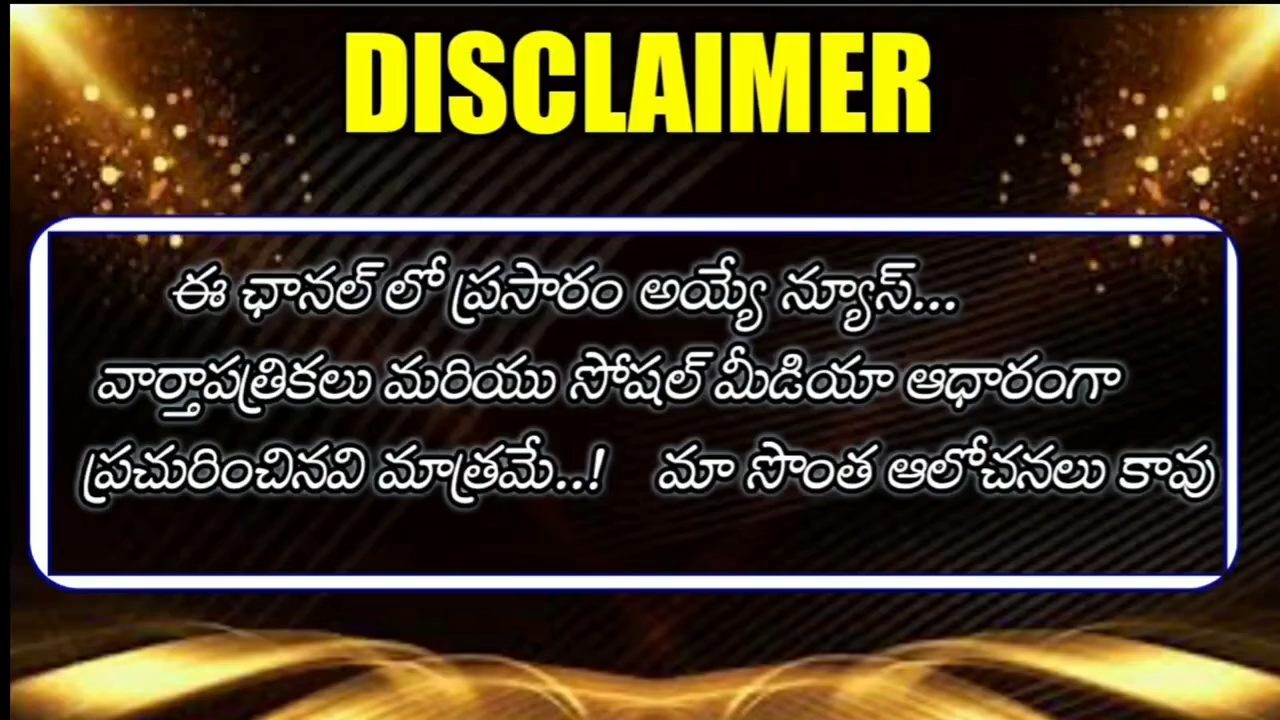 DISCLAIMER
ఈ ఛానల్ లో ప్రసారం అయ్యే న్యూస్...
వార్తాపత్రికలు మరియు సోషల్ మీడియా ఆధారంగా
ప్రచురించినవి మాత్రమే..! మా సొంత ఆలోచనలు కావు